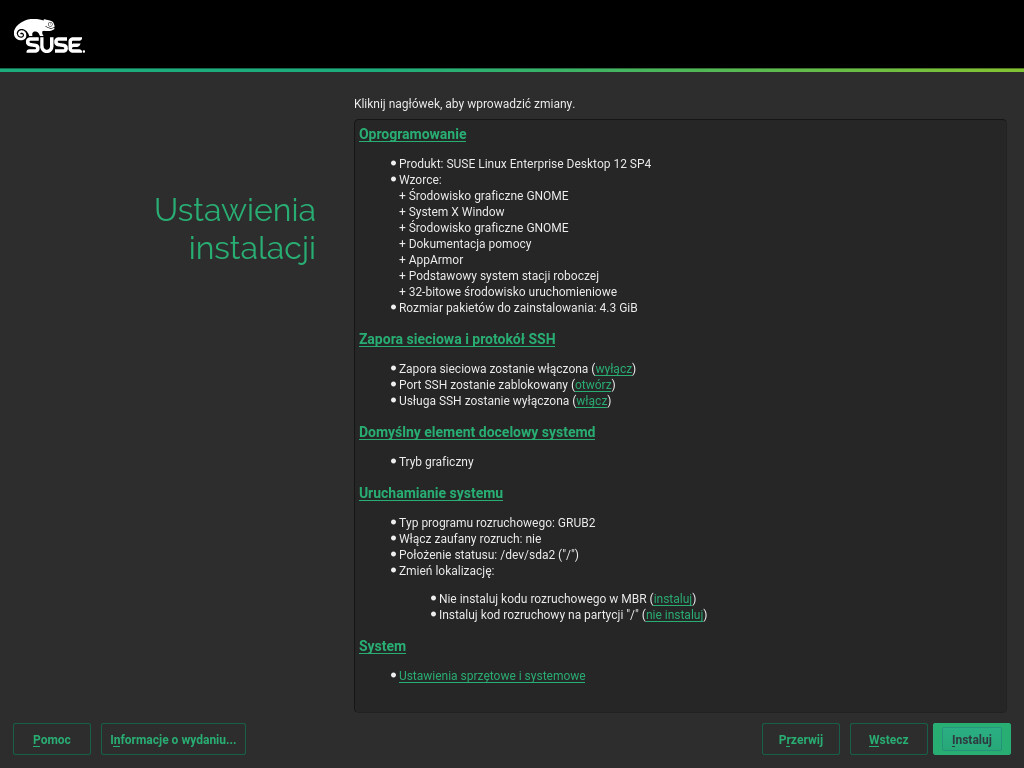 SUSE.
Kliknij nagłówek, aby wprowadzić zmiany.
Ustawienia
instalacji
Oprogramowanie
Produkt: SUSE Linux Enterprise Desktop 12 SP4
Wzorce:
+ Środowisko graficzne GNOME
+ System X Window
+ Środowisko graficzne GNOME
+ Dokumentacja pomocy
+ AppArmor
+ Podstawowy system stacji roboczej
+ 32-bitowe środowisko uruchomieniowe
Rozmiar pakietów do zainstalowania: 4.3 GiB
Zapora sieciowa i protokół SSH
Zapora sieciowa zostanie włączona (wyłącz)
Port SSH zostanie zablokowany (otwórz)
Usługa SSH zostanie wyłączona (włącz)
Domyślny element docelowy systemd
Tryb graficzny
Uruchamianie systemu
Typ programu rozruchowego: GRUB2
Włącz zaufany rozruch: nie
Położenie statusu: /dev/sda2 ("/")
Zmień lokalizację:
Nie instaluj kodu rozruchowego w MBR (instaluj)
Instaluj kod rozruchowy na partycji "/" (nie instaluj)
System
Ustawienia sprzętowe i systemowe
Pomoc
Informacje o wydaniu...
Przerwij
Wstecz
Instaluj